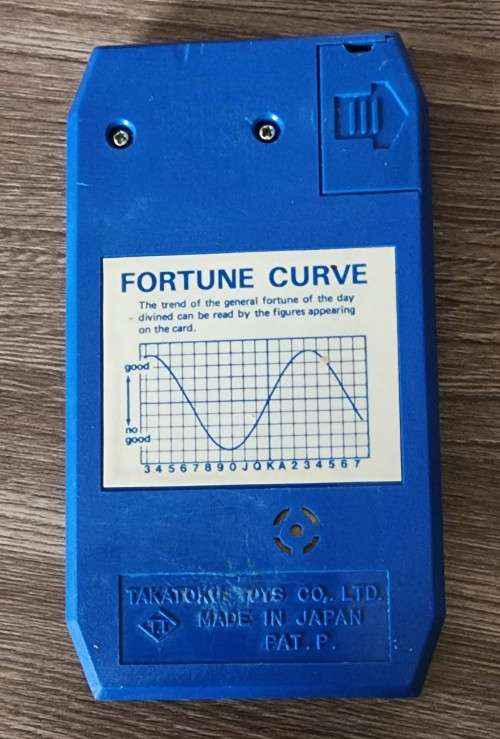 FORTUNE CURVE
The trend of the general fortune of the day
divined can be read by the figures appearing
on the card.
good
no
good
3 4 5 6 7 8 9 0 J Q K A 2 3 4 5 6 7
TAKATOKU TOYS CO,. LTD.
MADE IN JAPAN
PAT. P.